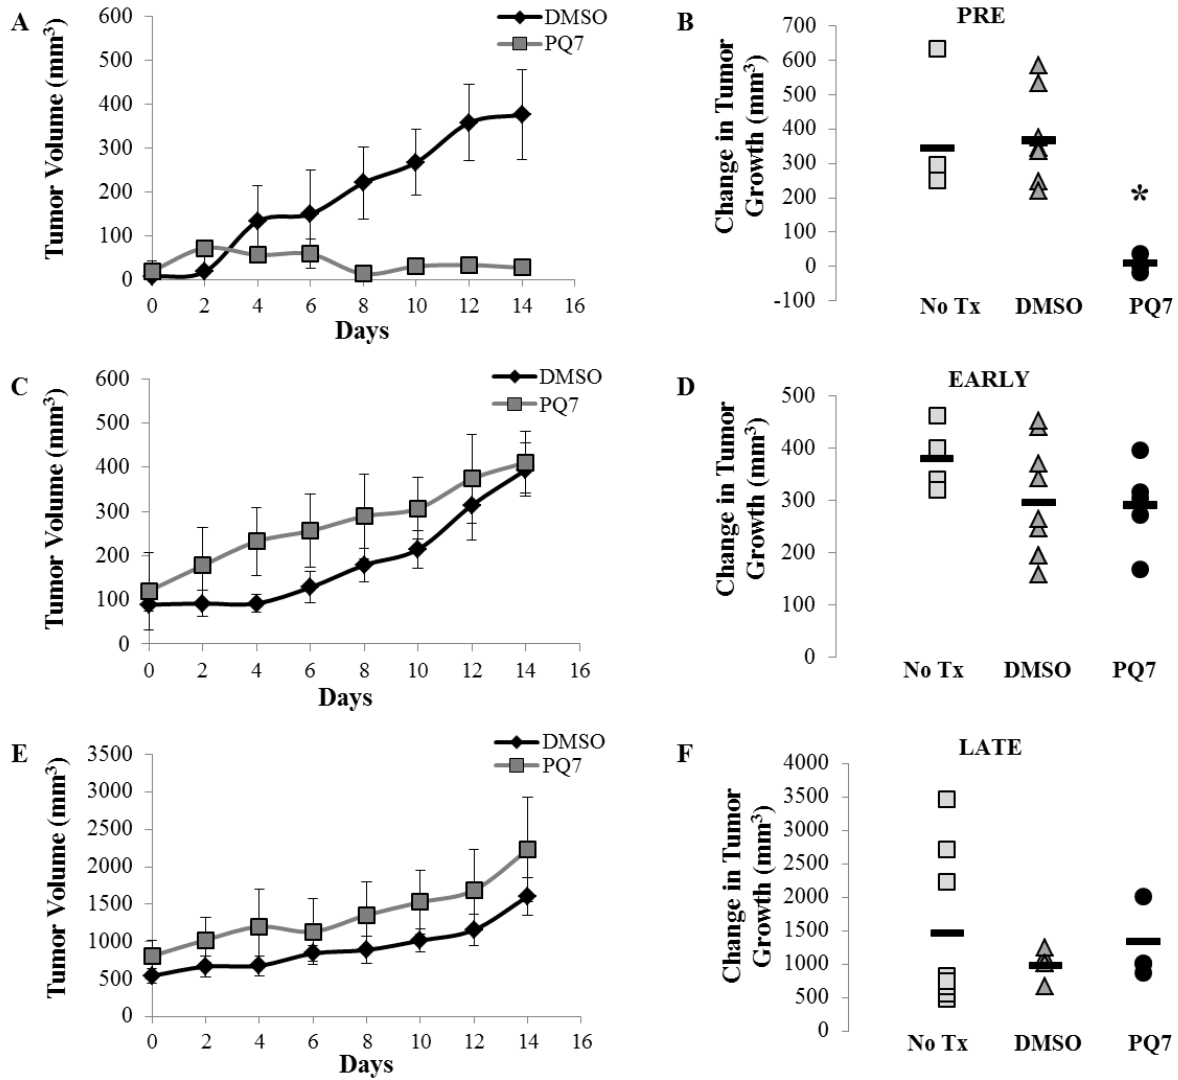 A
Tumor Volume (mm³)
600
500
400
300
200
100
0
0 2 4 6 8 10 12 14 16
Days
DMSO
PQ7
B
PRE
Change in Tumor
Growth (mm³)
700
600
500
400
300
200
100
0
-100
*
No Tx DMSO PQ7
C
Tumor Volume (mm³)
600
500
400
300
200
100
0
0 2 4 6 8 10 12 14 16
Days
DMSO
PQ7
D
EARLY
Change in Tumor
Growth (mm³)
500
400
300
200
100
0
No Tx DMSO PQ7
E
Tumor Volume (mm³)
3500
3000
2500
2000
1500
1000
500
0
0 2 4 6 8 10 12 14 16
Days
DMSO
PQ7
F
LATE
Change in Tumor
Growth (mm³)
4000
3500
3000
2500
2000
1500
1000
500
0
No Tx DMSO PQ7